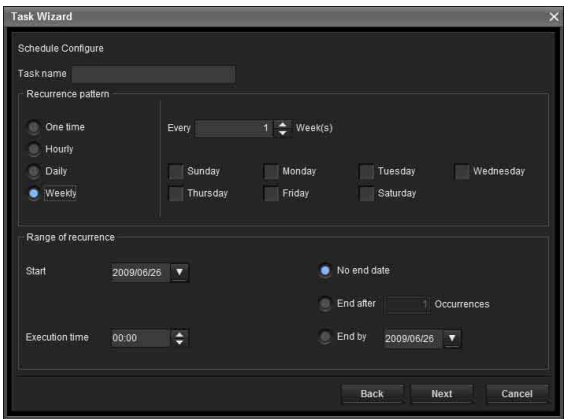 Task Wizard
Schedule Configure
Task name
Recurrence pattern
One time
Hourly
Daily
Weekly
Every 1 Week(s)
Sunday Monday Tuesday Wednesday
Thursday Friday Saturday
Range of recurrence
Start 2009/06/26
No end date
End after 1 Occurrences
Execution time 00:00
End by 2009/06/26
Back Next Cancel